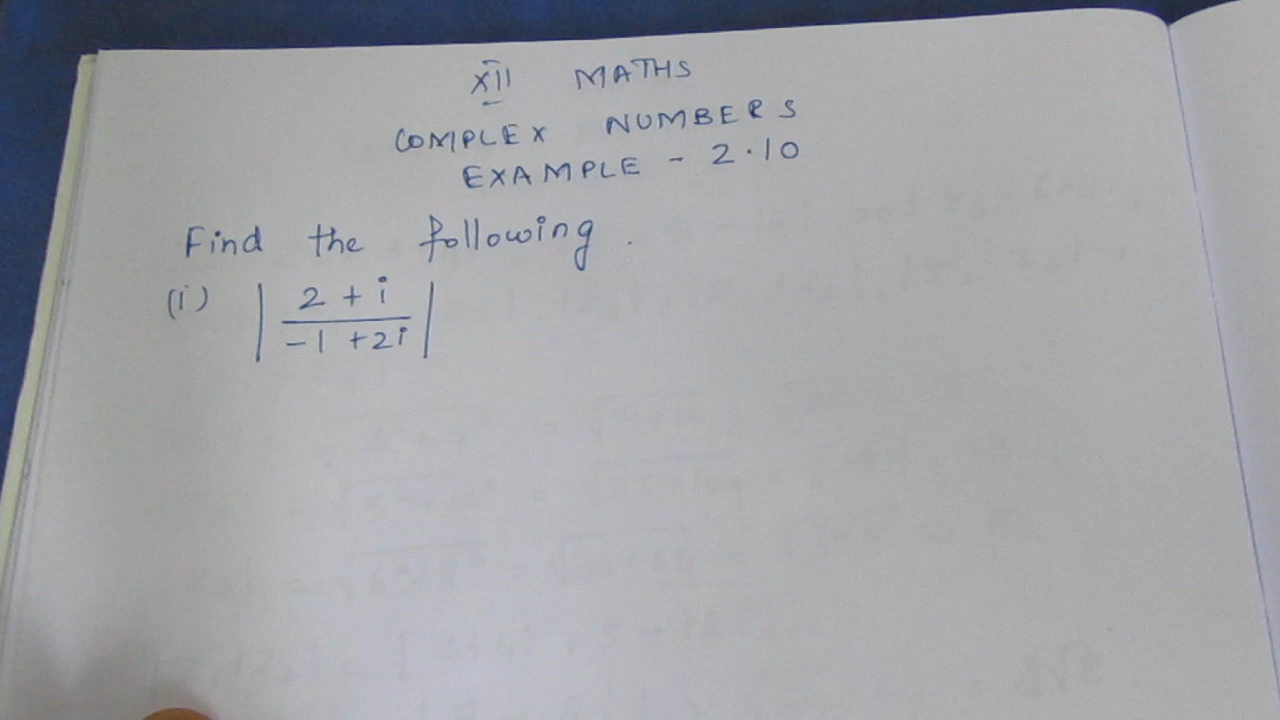 XII MATHS
COMPLEX NUMBERS
EXAMPLE - 2.10
Find the following.
(i) | 2 + i
-1 + 2i |